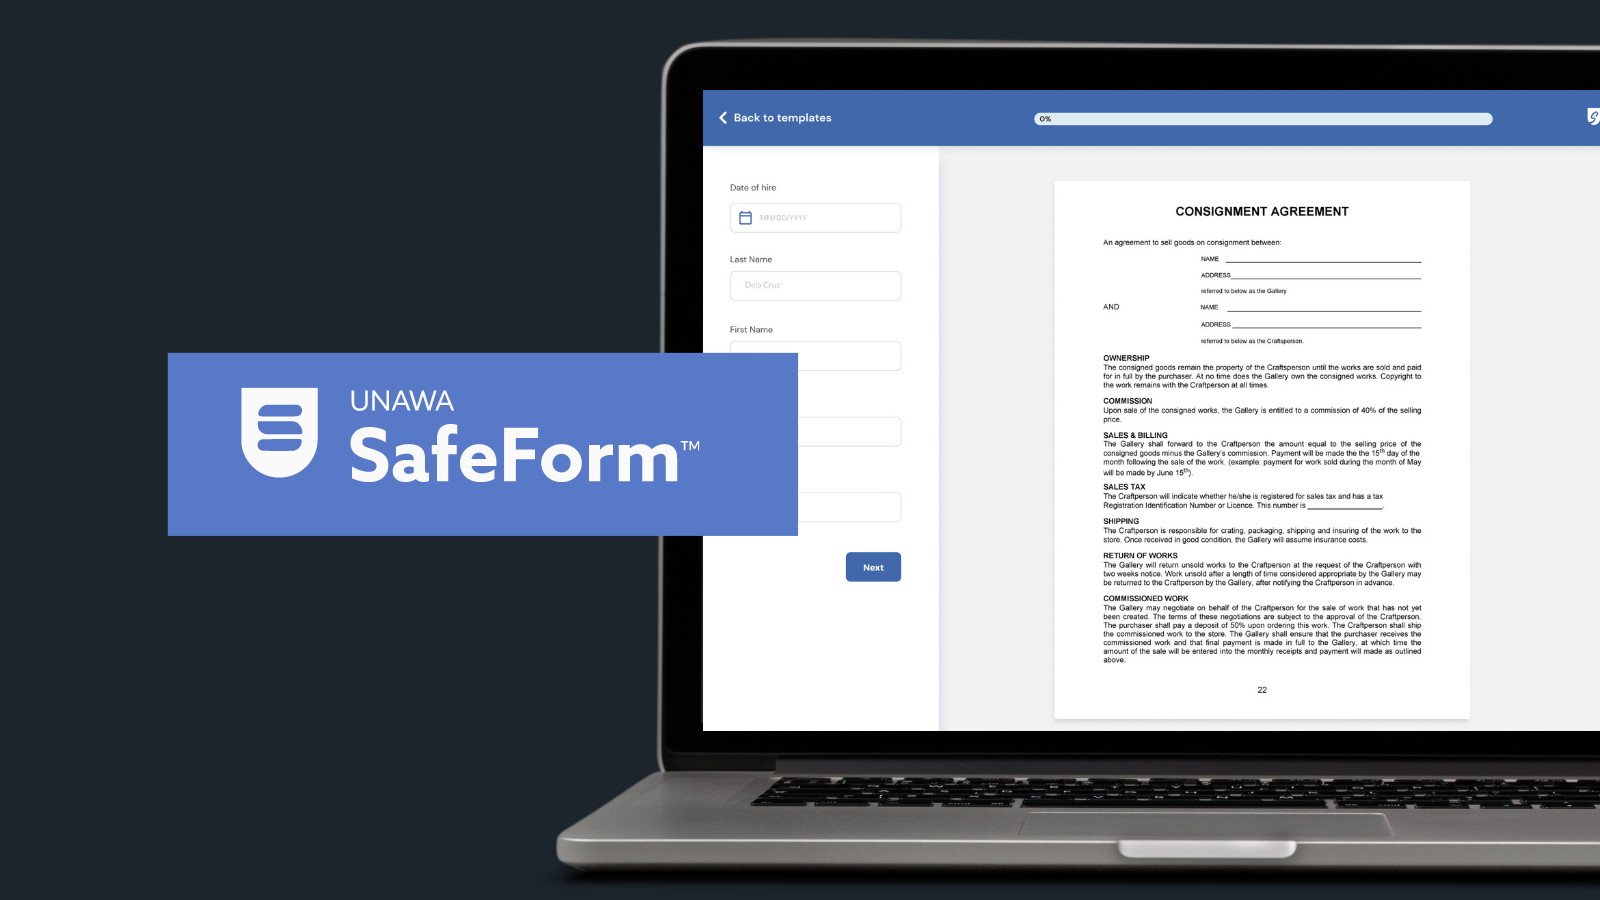 Back to templates
0%
Date of hire
MM/DD/YYYY
Last Name
Dela Cruz
First Name
Next
UNAWA
SafeForm™
CONSIGNMENT AGREEMENT
An agreement to sell goods on consignment between:
NAME
ADDRESS
referred to below as the Gallery
AND NAME
ADDRESS
referred to below as the Craftsperson.
OWNERSHIP
The consigned goods remain the property of the Craftsperson until the works are sold and paid
for in full by the purchaser. At no time does the Gallery own the consigned works. Copyright to
the work remains with the Craftperson at all times.
COMMISSION
Upon sale of the consigned works, the Gallery is entitled to a commission of 40% of the selling
price.
SALES & BILLING
The Gallery shall forward to the Craftperson the amount equal to the selling price of the
consigned goods minus the Gallery's commission. Payment will be made the the 15th day of the
month following the sale of the work. (example: payment for work sold during the month of May
will be made by June 15th).
SALES TAX
The Craftperson will indicate whether he/she is registered for sales tax and has a tax
Registration Identification Number or Licence. This number is ____________.
SHIPPING
The Craftperson is responsible for crating, packaging, shipping and insuring of the work to the
store. Once received in good condition, the Gallery will assume insurance costs.
RETURN OF WORKS
The Gallery will return unsold works to the Craftperson at the request of the Craftperson with
two weeks notice. Work unsold after a length of time considered appropriate by the Gallery may
be returned to the Craftperson by the Gallery, after notifying the Craftperson in advance.
COMMISSIONED WORK
The Gallery may negotiate on behalf of the Craftperson for the sale of work that has not yet
been created. The terms of these negotiations are subject to the approval of the Craftperson.
The purchaser shall pay a deposit of 50% upon ordering this work. The Craftperson shall ship
the commissioned work to the store. The Gallery shall ensure that the purchaser receives the
commissioned work and that final payment is made in full to the Gallery, at which time the
amount of the sale will be entered into the monthly receipts and payment will made as outlined
above.
22